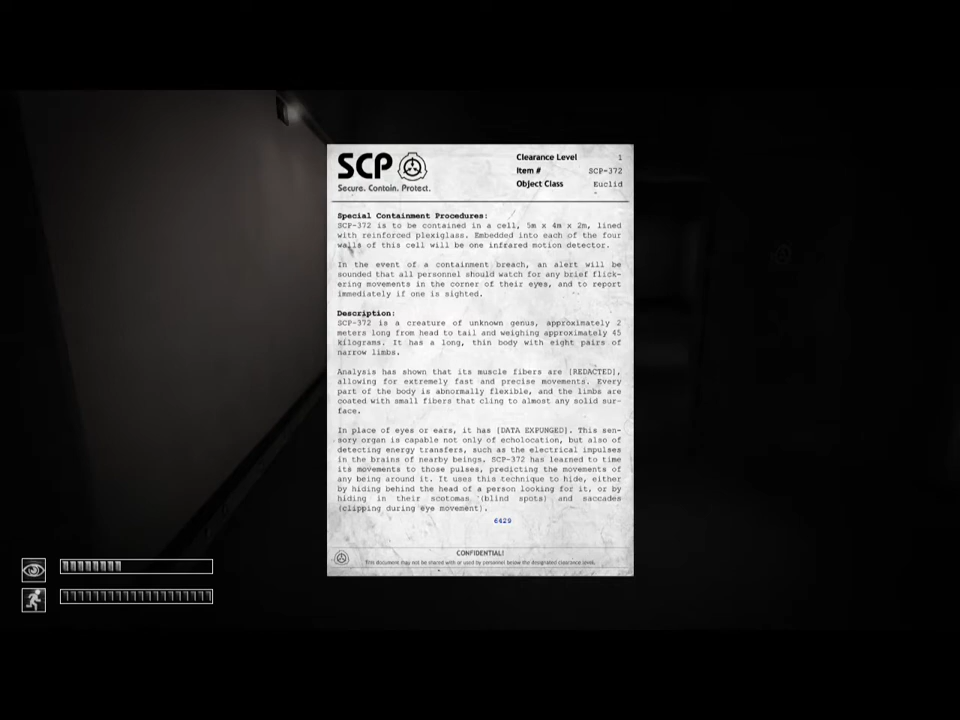 SCP
Secure. Contain. Protect.
Clearance Level 1
Item # SCP-372
Object Class Euclid
Special Containment Procedures:
SCP-372 is to be contained in a cell, 5m x 4m x 2m, lined
with reinforced plexiglass. Embedded into each of the four
walls of this cell will be one infrared motion detector.
In the event of a containment breach, an alert will be
sounded that all personnel should watch for any brief flick-
ering movements in the corner of their eyes, and to report
immediately if one is sighted.
Description:
SCP-372 is a creature of unknown genus, approximately 2
meters long from head to tail and weighing approximately 45
kilograms. It has a long, thin body with eight pairs of
narrow limbs.
Analysis has shown that its muscle fibers are [REDACTED],
allowing for extremely fast and precise movements. Every
part of the body is abnormally flexible, and the limbs are
coated with small fibers that cling to almost any solid sur-
face.
In place of eyes or ears, it has [DATA EXPUNGED]. This sen-
sory organ is capable not only of echolocation, but also of
detecting energy transfers, such as the electrical impulses
in the brains of nearby beings. SCP-372 has learned to time
its movements to those pulses, predicting the movements of
any being around it. It uses this technique to hide, either
by hiding behind the head of a person looking for it, or by
hiding in their scotomas (blind spots) and saccades
(clipping during eye movement).
6429
CONFIDENTIAL!
This document may not be shared with or used by personnel below the designated clearance level.